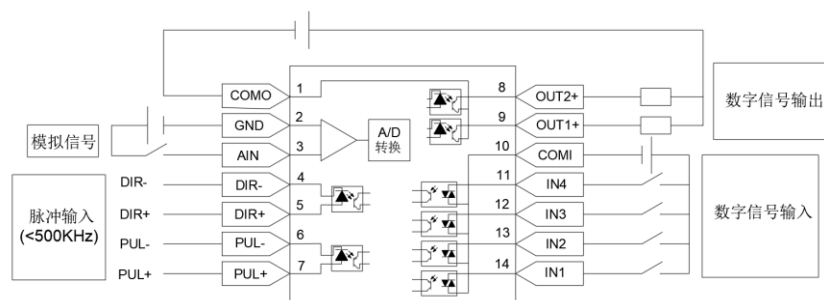 COMO 1 8 OUT2+
GND 2 9 OUT1+
数字信号输出
模拟信号
AIN 3 A/D
转换
10 COMI
DIR- DIR- 4 11 IN4
脉冲输入
(<500KHz)
DIR+ DIR+ 5 12 IN3
数字信号输入
PUL- PUL- 6 13 IN2
PUL+ PUL+ 7 14 IN1